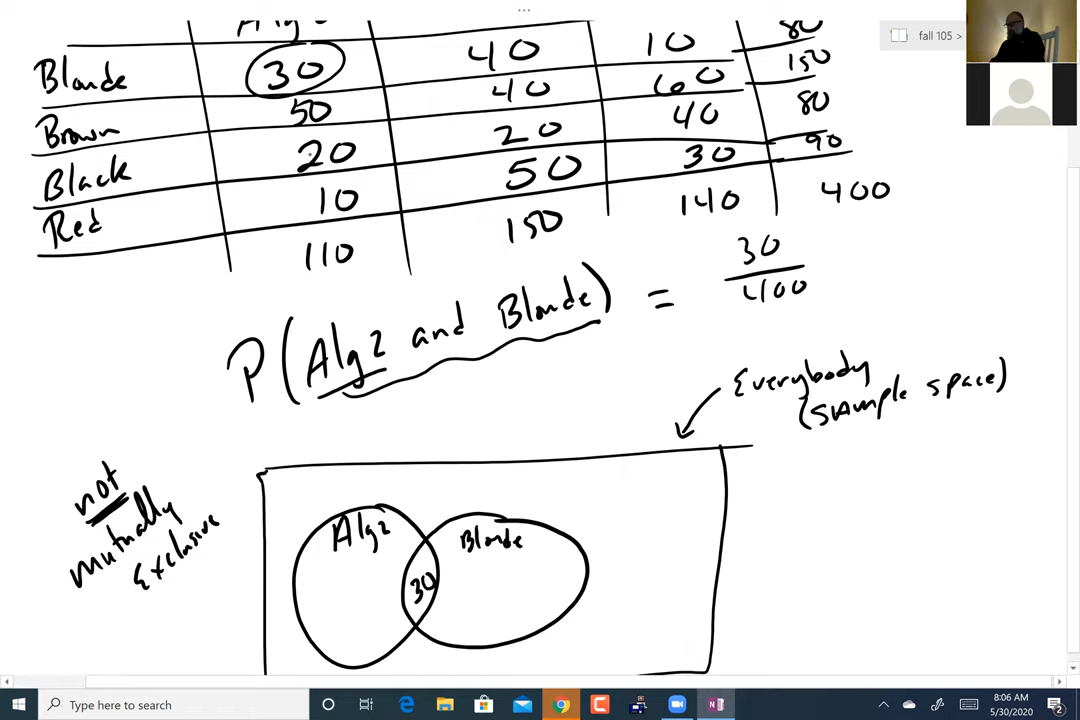 Alg2
Blonde 30 40 10 80
Brown 50 40 60 150
Black 20 20 40 80
Red 10 50 30 90
110 150 140 400
P(Alg2 and Blonde) = 30/400
Everybody
(Sample space)
not
mutually
Exclusive
Alg2
Blonde
30
fall 105 >
Type here to search
8:06 AM
5/30/2020
2